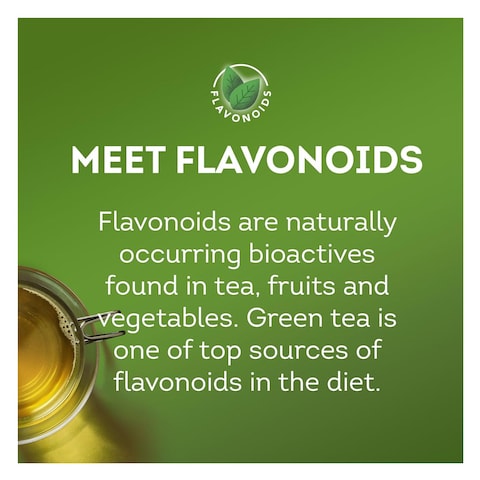 FLAVONOIDS
MEET FLAVONOIDS
Flavonoids are naturally
occurring bioactives
found in tea, fruits and
vegetables. Green tea is
one of top sources of
flavonoids in the diet.